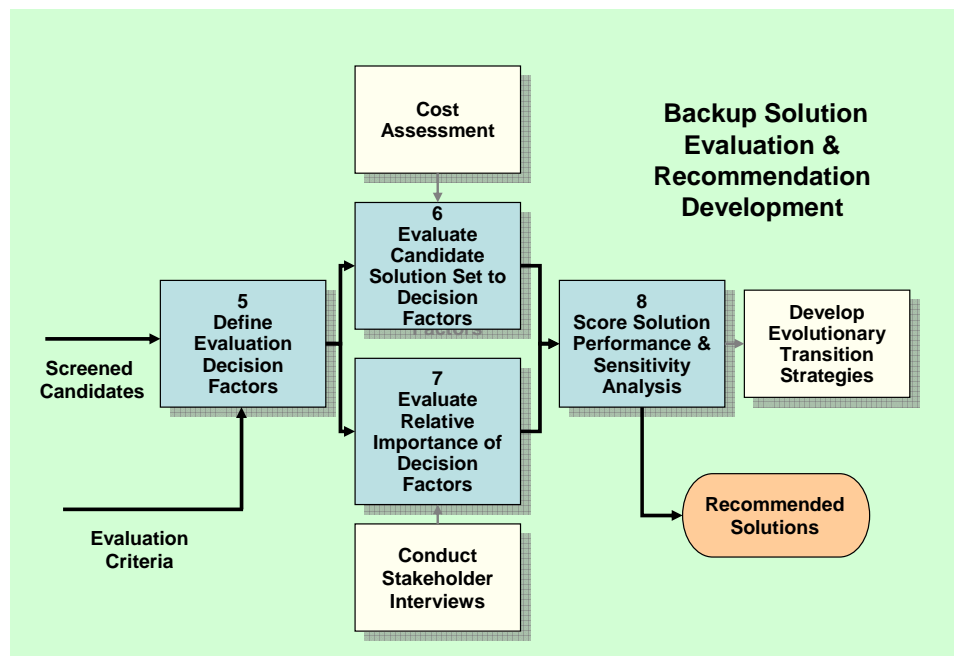 Cost
Assessment
Backup Solution
Evaluation &
Recommendation
Development
6
Evaluate
Candidate
Solution Set to
Decision
Factors
Factors
5
Define
Evaluation
Decision
Factors
8
Score Solution
Performance &
Sensitivity
Analysis
Develop
Evolutionary
Transition
Strategies
Screened
Candidates
7
Evaluate
Relative
Importance of
Decision
Factors
Recommended
Solutions
Evaluation
Criteria
Conduct
Stakeholder
Interviews